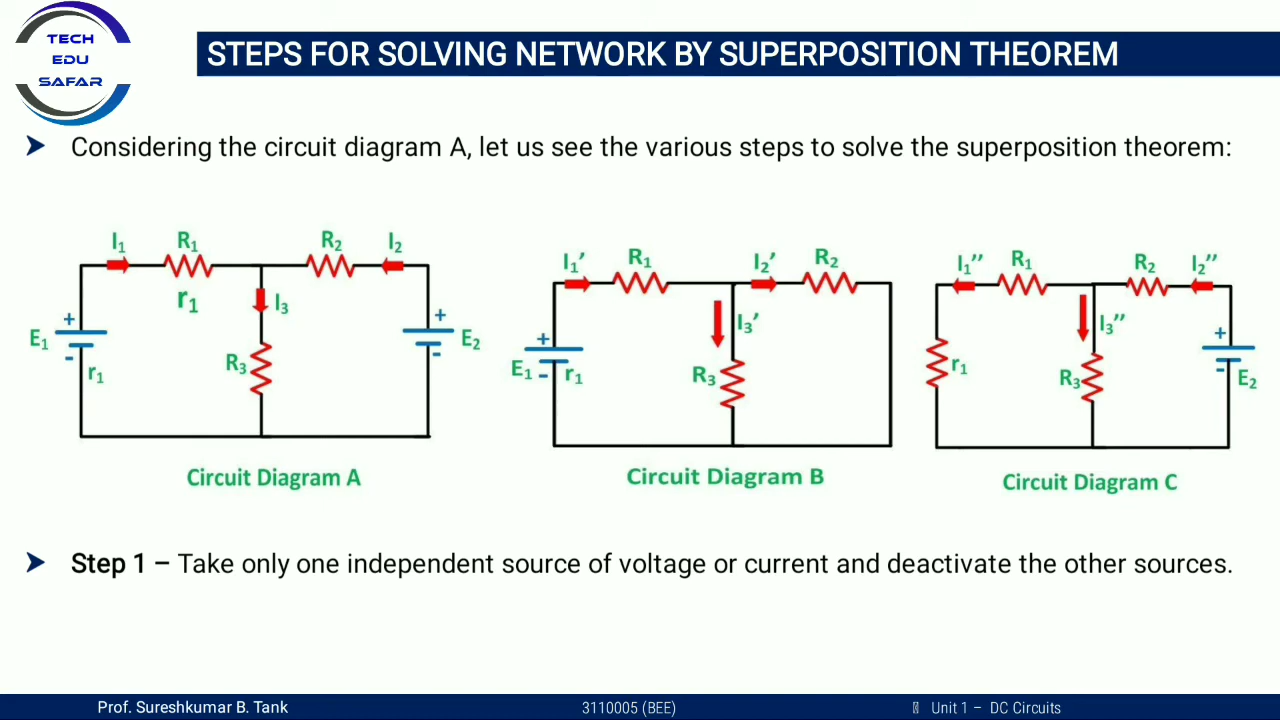 TECH
EDU
SAFAR
STEPS FOR SOLVING NETWORK BY SUPERPOSITION THEOREM
➤ Considering the circuit diagram A, let us see the various steps to solve the superposition theorem:
I₁ R₁ R₂ I₂
r₁ I₃
+ +
E₁ E₂
- -
R₃
r₁
Circuit Diagram A
I₁′ R₁ I₂′ R₂
I₃′
+
E₁ - r₁ R₃
Circuit Diagram B
I₁″ R₁ R₂ I₂″
I₃″
+
r₁ R₃ - E₂
Circuit Diagram C
➤ Step 1 – Take only one independent source of voltage or current and deactivate the other sources.
Prof. Sureshkumar B. Tank 3110005 (BEE) Unit 1 – DC Circuits